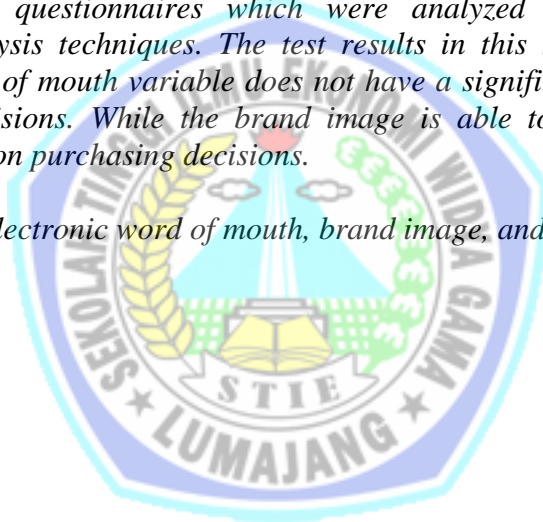 questionnaires which were analyzed
ysis techniques. The test results in this
of mouth variable does not have a signifi
isions. While the brand image is able to
on purchasing decisions.
lectronic word of mouth, brand image, and
SEKOLAH TINGGI ILMU EKONOMI WIDYA GAMA
STIE
LUMAJANG